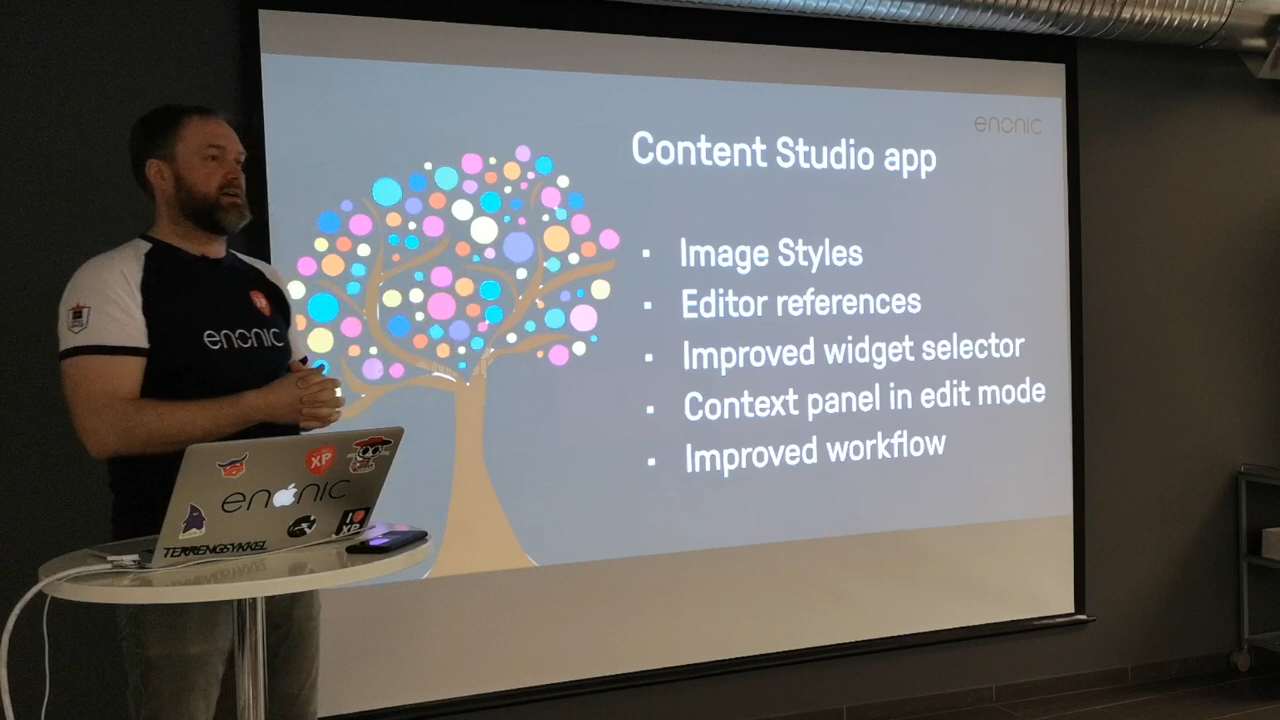 enonic
Content Studio app
· Image Styles
· Editor references
· Improved widget selector
· Context panel in edit mode
· Improved workflow
XP
enonic
XP
enonic
I ♥
XP
TERRENGSYKKEL